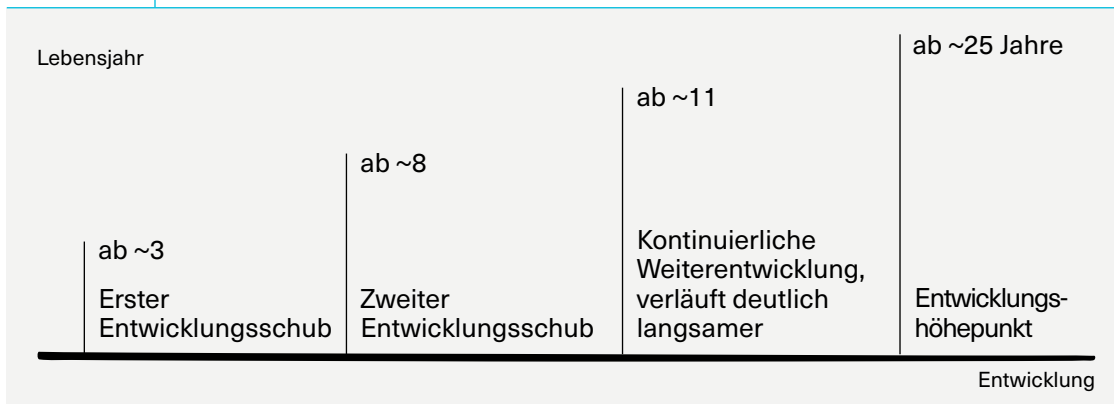 Lebensjahr
ab ~25 Jahre
ab ~11
ab ~8
ab ~3
Erster
Entwicklungsschub
Zweiter
Entwicklungsschub
Kontinuierliche
Weiterentwicklung,
verläuft deutlich
langsamer
Entwicklungs-
höhepunkt
Entwicklung